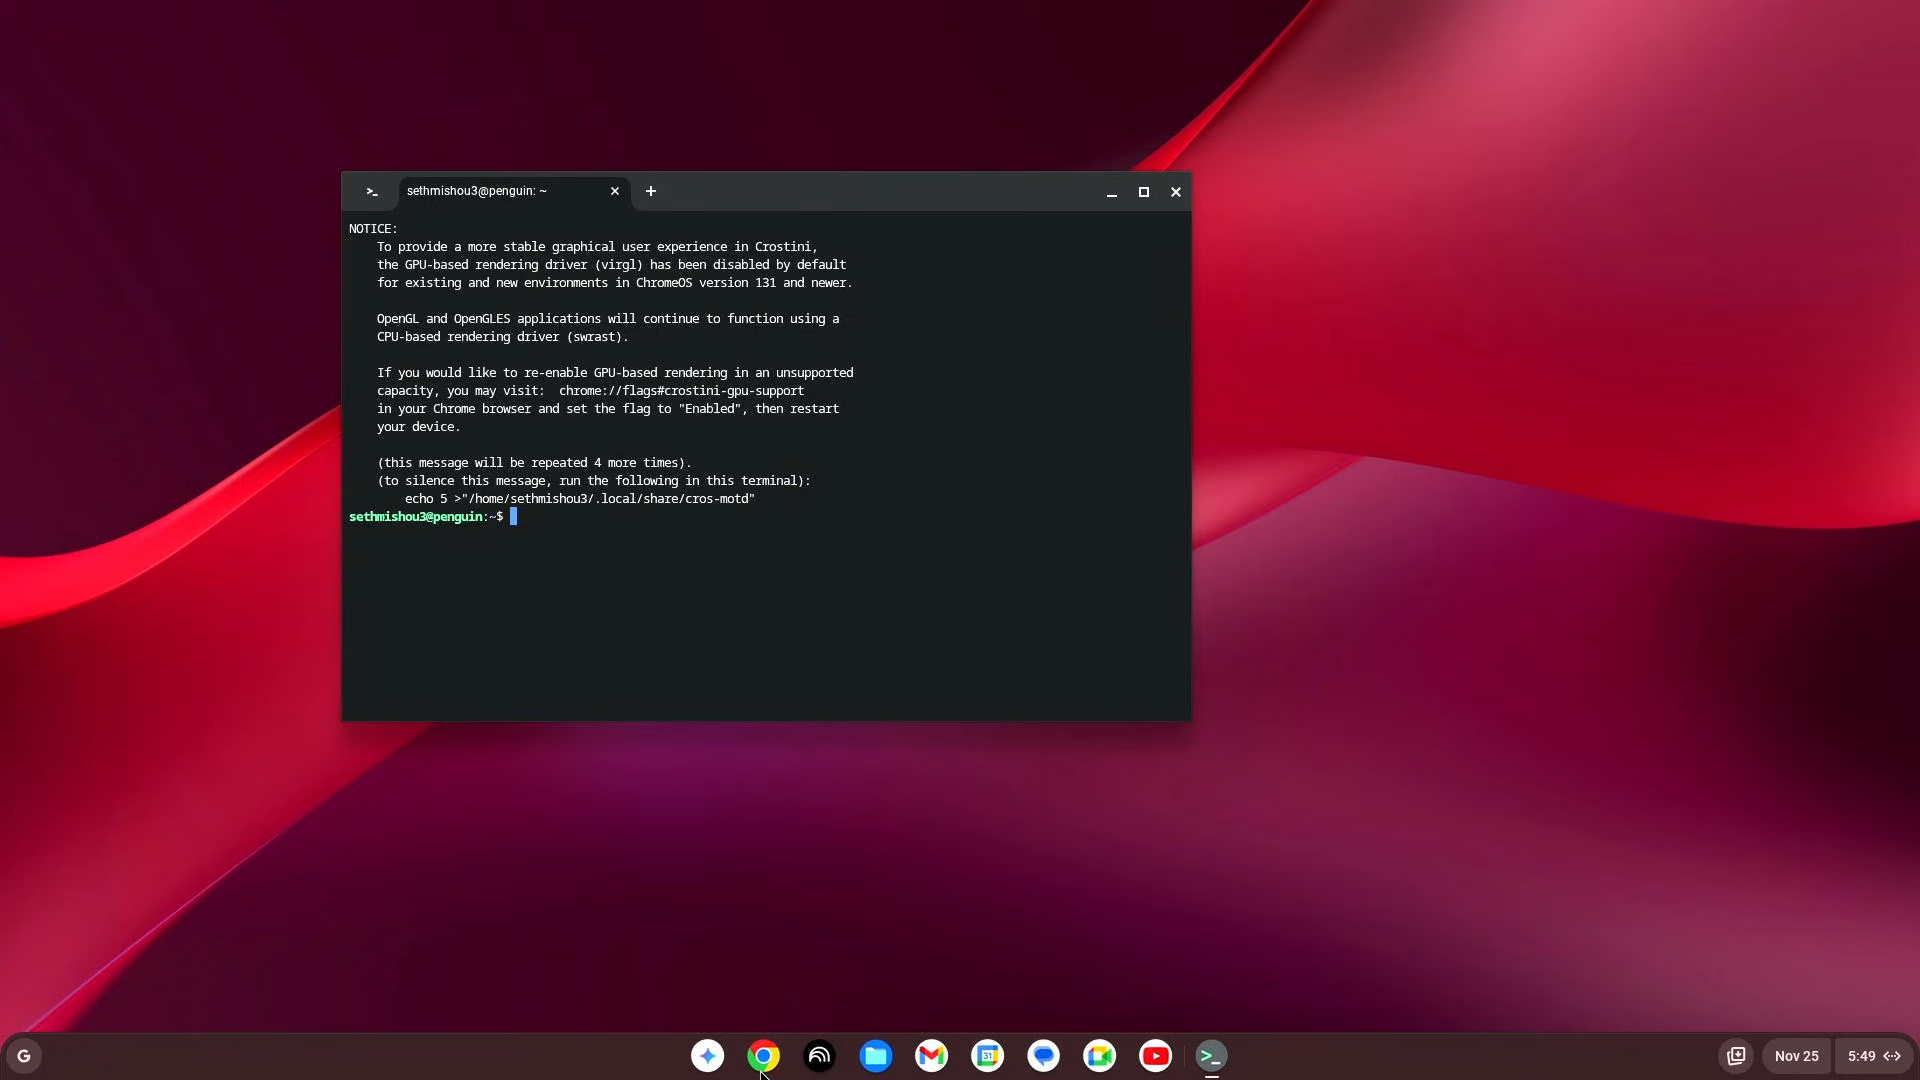 >_ sethmishou3@penguin: ~
NOTICE:
To provide a more stable graphical user experience in Crostini,
the GPU-based rendering driver (virgl) has been disabled by default
for existing and new environments in ChromeOS version 131 and newer.
OpenGL and OpenGLES applications will continue to function using a
CPU-based rendering driver (swrast).
If you would like to re-enable GPU-based rendering in an unsupported
capacity, you may visit:  chrome://flags#crostini-gpu-support
in your Chrome browser and set the flag to "Enabled", then restart
your device.
(this message will be repeated 4 more times).
(to silence this message, run the following in this terminal):
echo 5 >"/home/sethmishou3/.local/share/cros-motd"
sethmishou3@penguin:~$
G 31 >_ Nov 25 5:49